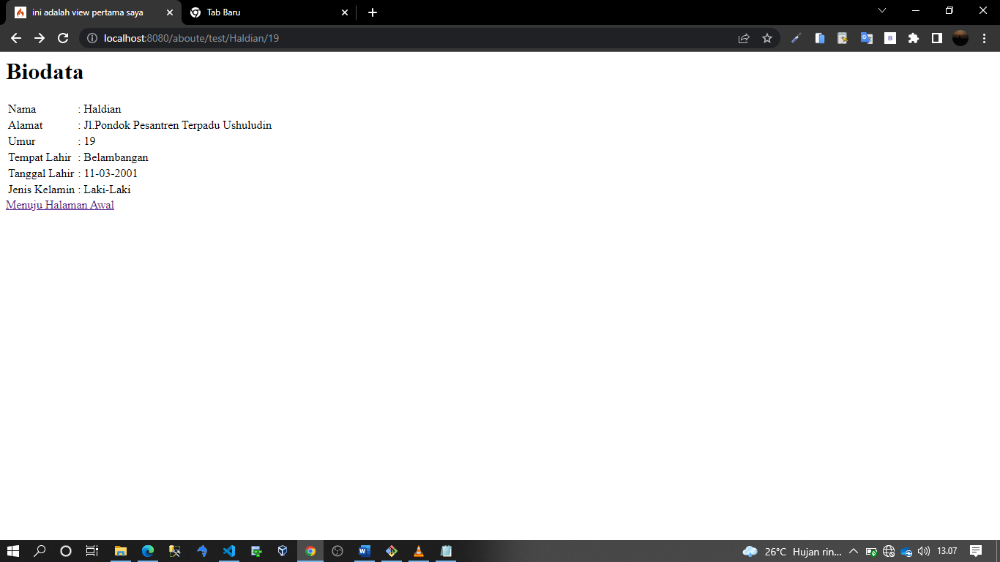 ini adalah view pertama saya
Tab Baru
localhost:8080/aboute/test/Haldian/19
Biodata
Nama : Haldian
Alamat : Jl.Pondok Pesantren Terpadu Ushuludin
Umur : 19
Tempat Lahir : Belambangan
Tanggal Lahir : 11-03-2001
Jenis Kelamin : Laki-Laki
Menuju Halaman Awal
26°C Hujan rin... 13.07